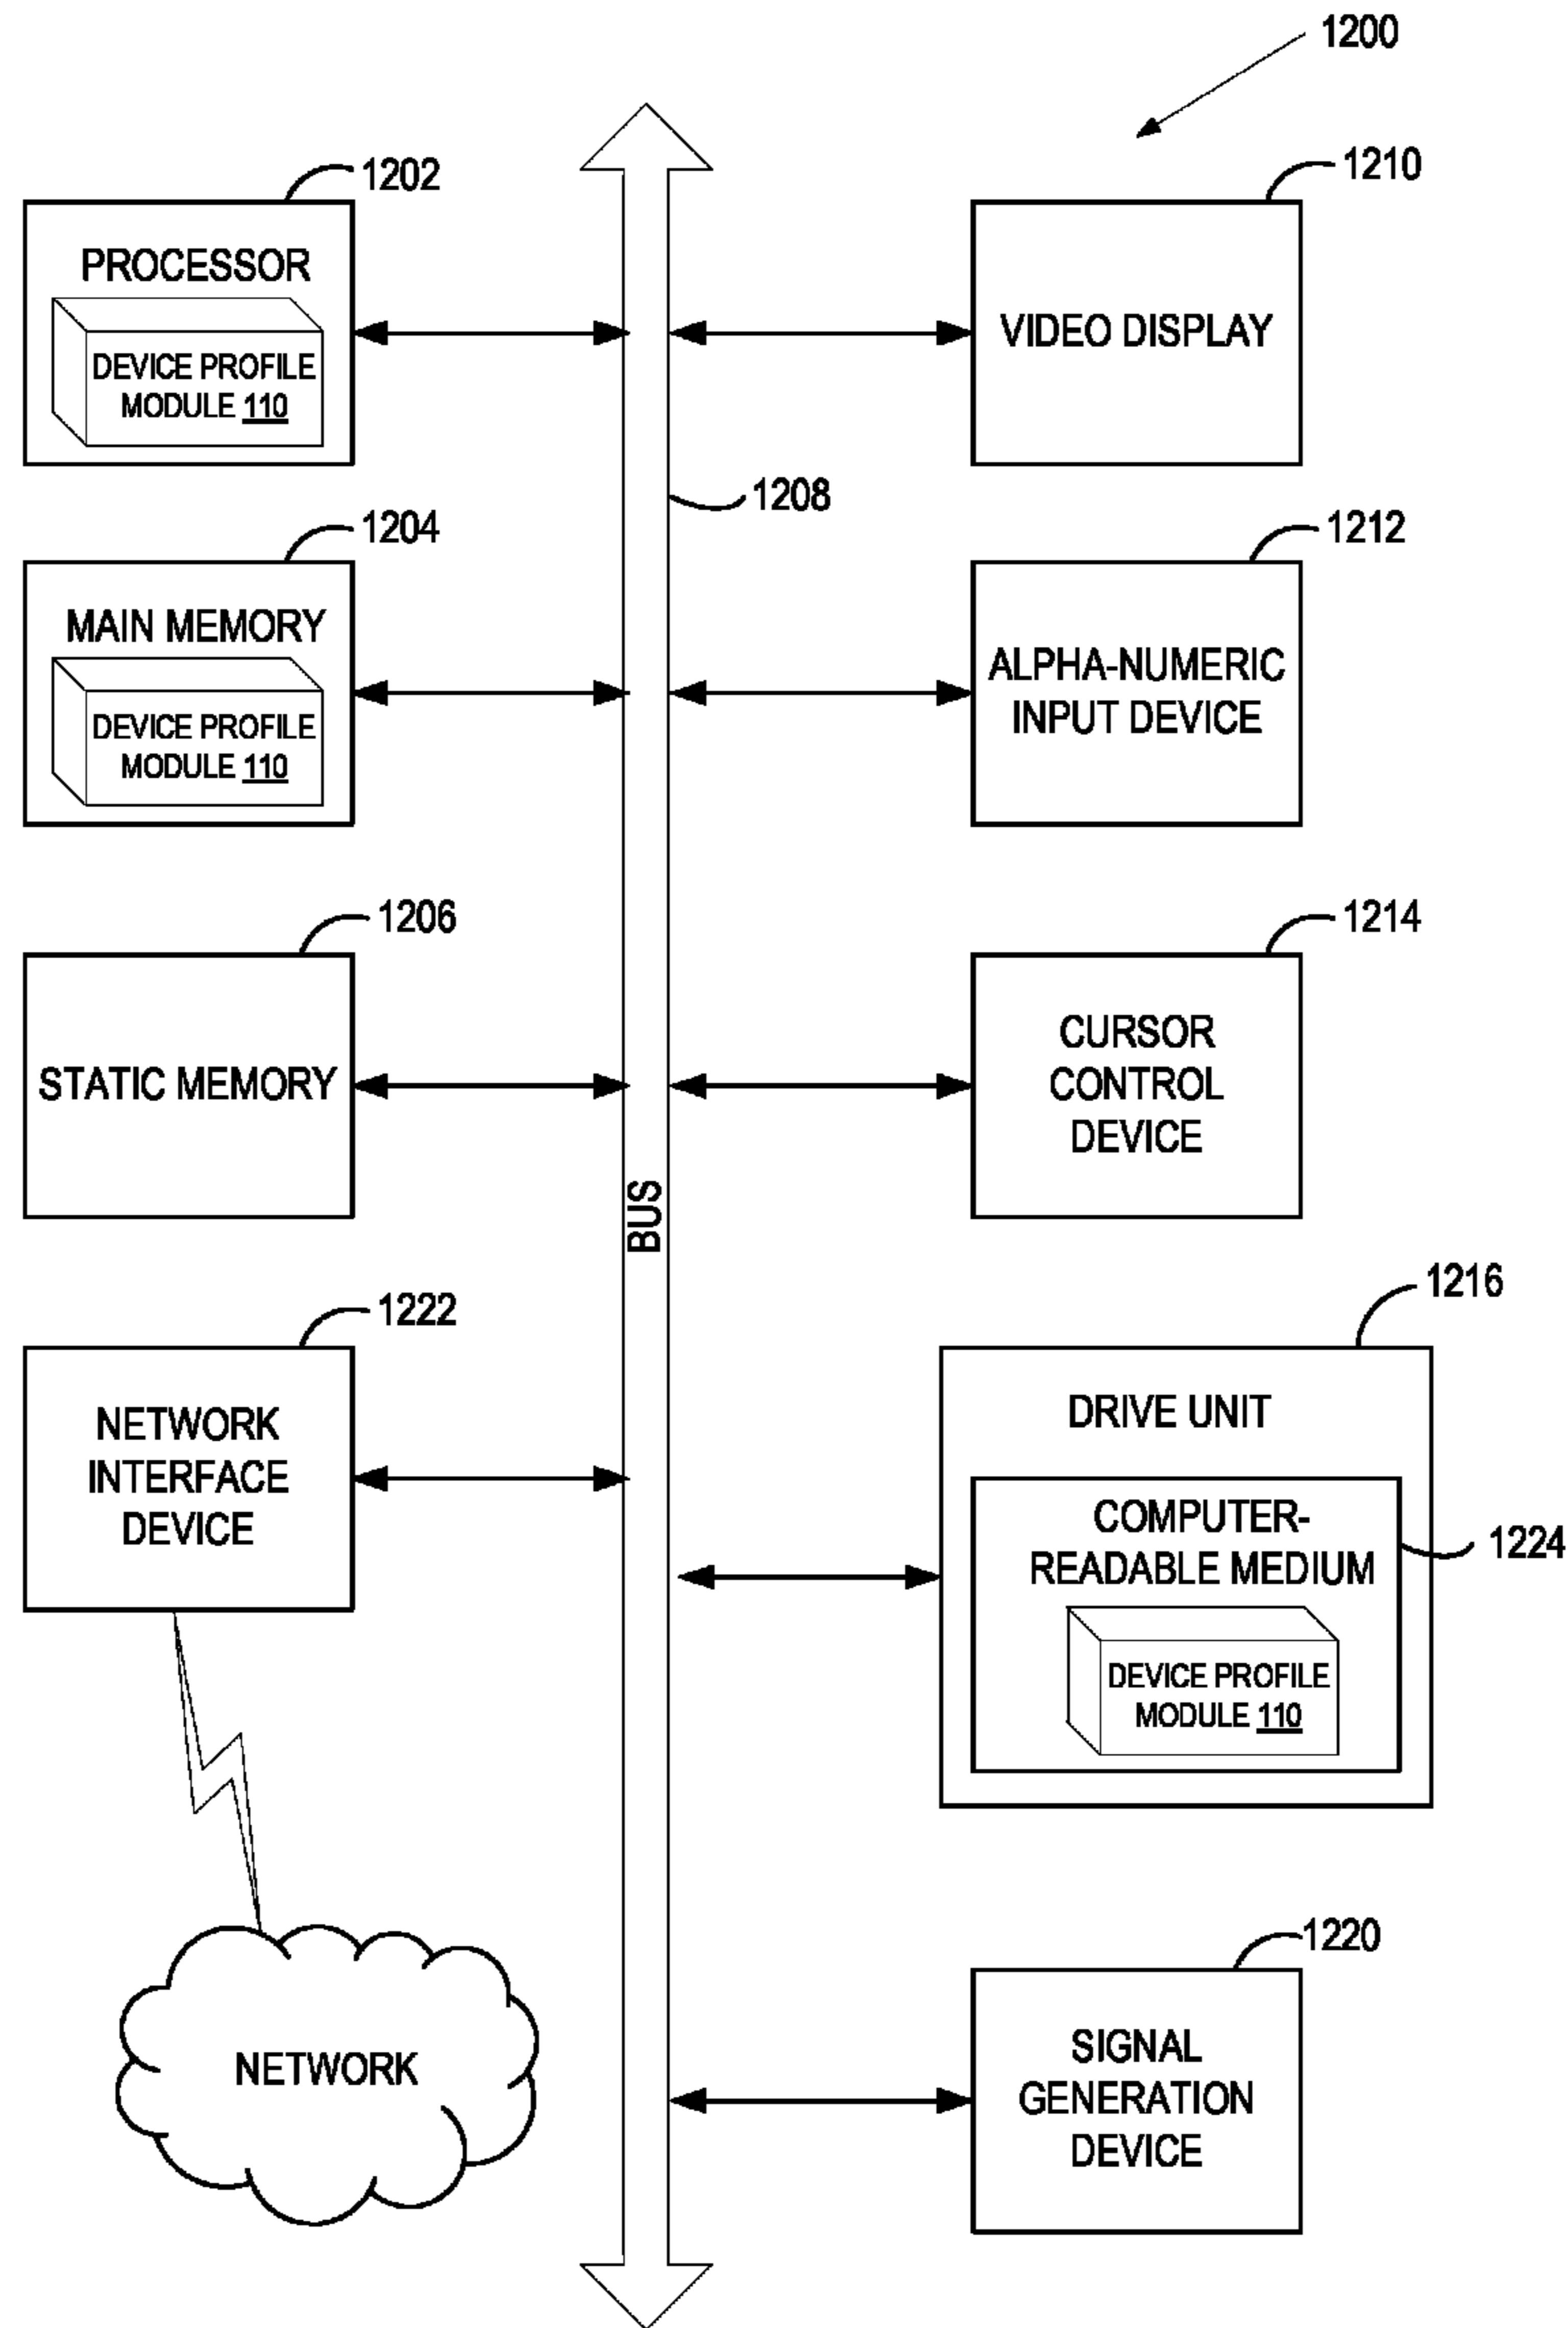 1200
1202
PROCESSOR
DEVICE PROFILE
MODULE 110
1210
VIDEO DISPLAY
1208
1204
MAIN MEMORY
DEVICE PROFILE
MODULE 110
1212
ALPHA-NUMERIC
INPUT DEVICE
1206
STATIC MEMORY
1214
CURSOR
CONTROL
DEVICE
BUS
1222
NETWORK
INTERFACE
DEVICE
1216
DRIVE UNIT
COMPUTER-
READABLE MEDIUM
1224
DEVICE PROFILE
MODULE 110
NETWORK
1220
SIGNAL
GENERATION
DEVICE